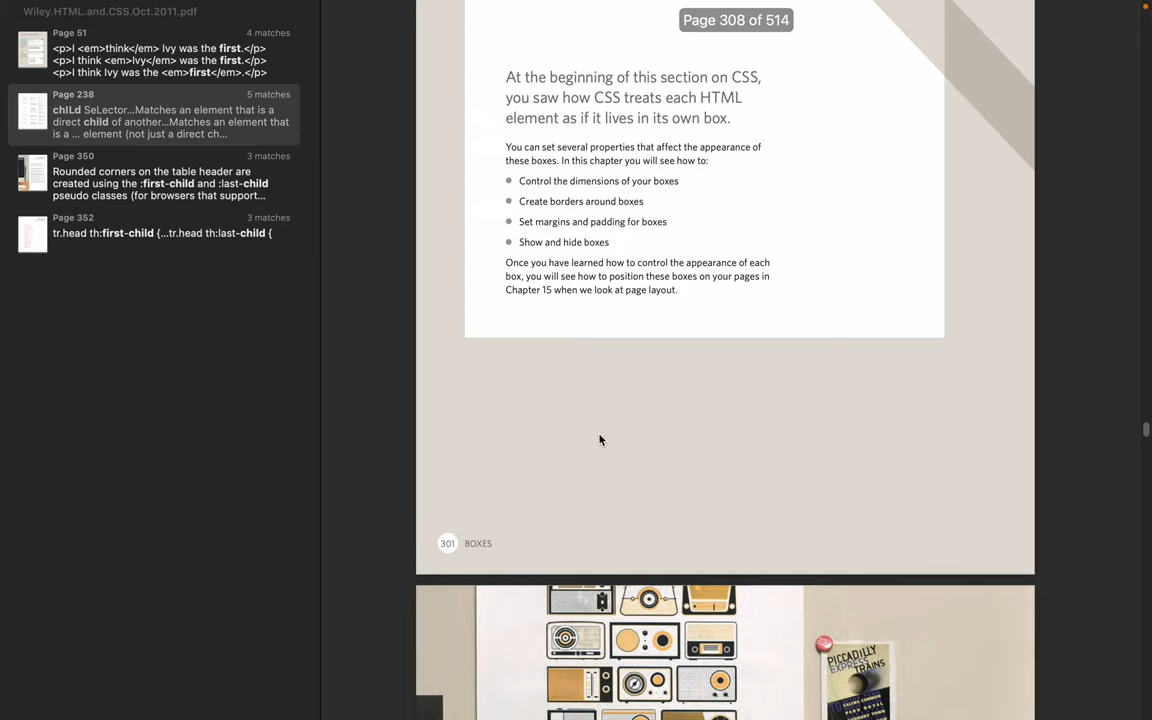 Wiley.HTML.and.CSS.Oct.2011.pdf
Page 51 4 matches
<p>I <em>think</em> Ivy was the first.</p>
<p>I think <em>Ivy</em> was the first.</p>
<p>I think Ivy was the <em>first</em>.</p>
Page 238 5 matches
chILd SeLector...Matches an element that is a
direct child of another...Matches an element that
is a ... element (not just a direct ch...
Page 350 3 matches
Rounded corners on the table header are
created using the :first-child and :last-child
pseudo classes (for browsers that support...
Page 352 3 matches
tr.head th:first-child {...tr.head th:last-child {
Page 308 of 514
At the beginning of this section on CSS,
you saw how CSS treats each HTML
element as if it lives in its own box.
You can set several properties that affect the appearance of
these boxes. In this chapter you will see how to:
Control the dimensions of your boxes
Create borders around boxes
Set margins and padding for boxes
Show and hide boxes
Once you have learned how to control the appearance of each
box, you will see how to position these boxes on your pages in
Chapter 15 when we look at page layout.
301 BOXES
PICCADILLY
EXPRESS
TRAINS